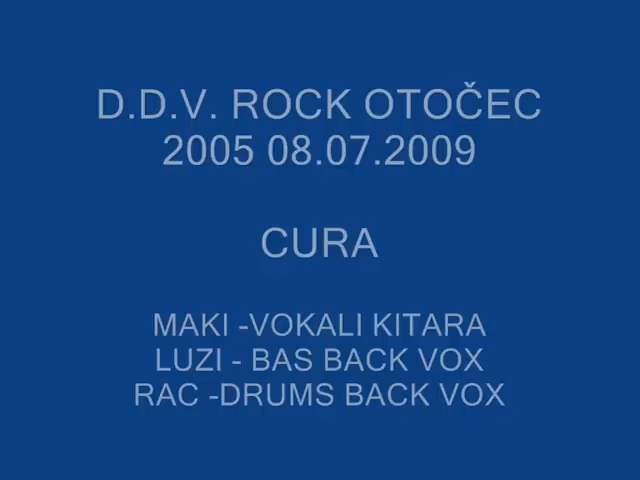 D.D.V. ROCK OTOČEC
2005 08.07.2009
CURA
MAKI -VOKALI KITARA
LUZI - BAS BACK VOX
RAC -DRUMS BACK VOX